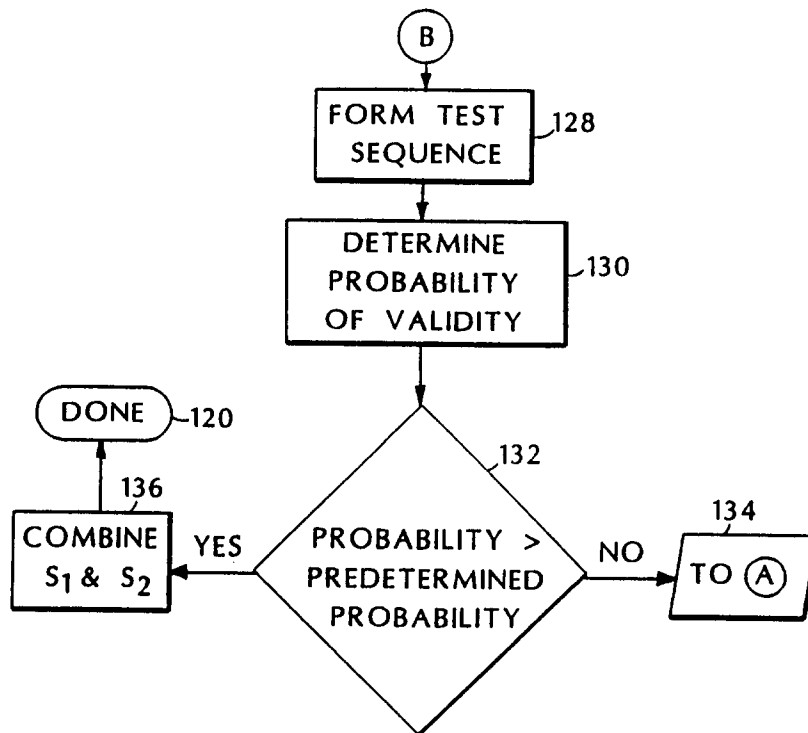 B
FORM TEST
SEQUENCE
128
DETERMINE
PROBABILITY
OF VALIDITY
130
DONE
120
132
136
COMBINE
S1 & S2
YES
PROBABILITY >
PREDETERMINED
PROBABILITY
NO
134
TO A